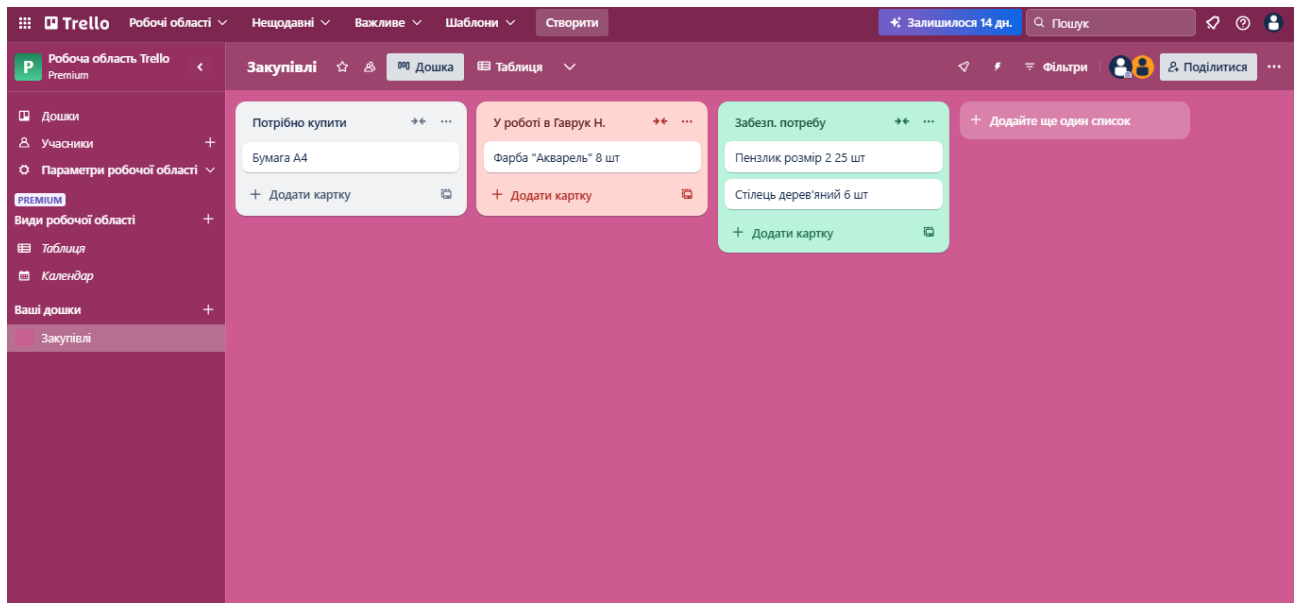 Trello Робочі області Нещодавні Важливе Шаблони Створити Залишилося 14 дн. Пошук
P Робоча область Trello
Premium
Закупівлі Дошка Таблиця Фільтри Поділитися
Дошки
Учасники
Параметри робочої області
PREMIUM
Види робочої області
Таблиця
Календар
Ваші дошки
Закупівлі
Потрібно купити
Бумага А4
Додати картку
У роботі в Гаврук Н.
Фарба "Акварель" 8 шт
Додати картку
Забезп. потребу
Пензлик розмір 2 25 шт
Стілець дерев'яний 6 шт
Додати картку
Додайте ще один список